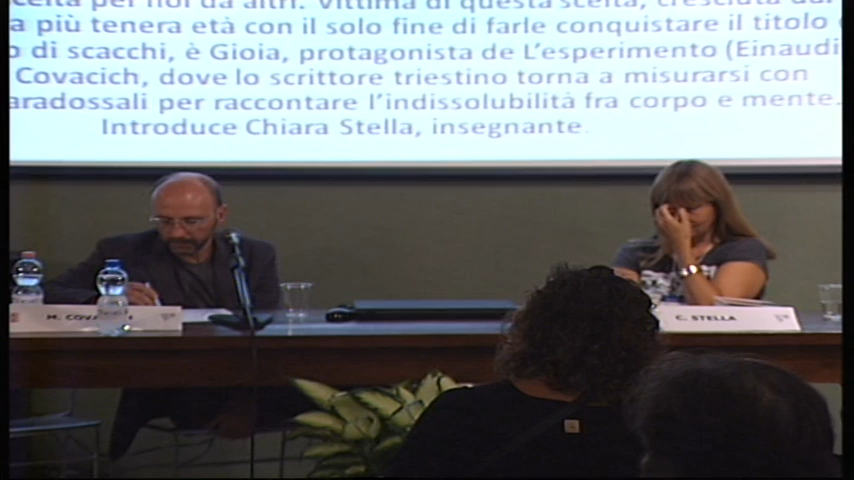 per noi da altri. Vittima di questa scelta, cresciuta
a più tenera età con il solo fine di farle conquistare il titolo
o di scacchi, è Gioia, protagonista de L'esperimento (Einaudi
Covacich, dove lo scrittore triestino torna a misurarsi con
aradossali per raccontare l'indissolubilità fra corpo e mente.
Introduce Chiara Stella, insegnante.
C. STELLA